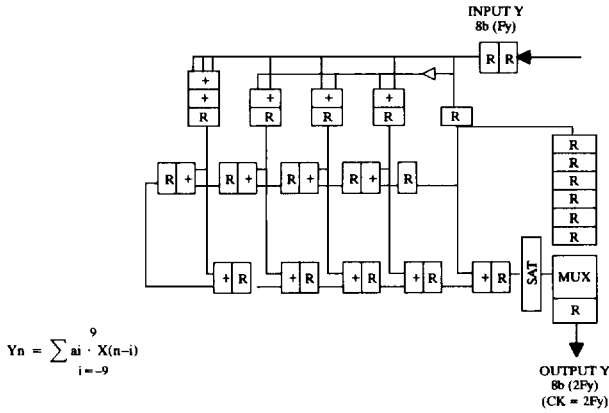 INPUT Y
8b (Fy)
R R
+
+
R
+
R
+
R
+
R
R
R
R
R
R
R
R
R + R + R + R + R
+ R + R + R + R + R
SAT
MUX
R
9
Yn = ∑ ai · X(n-i)
i=-9
OUTPUT Y
8b (2Fy)
(CK = 2Fy)